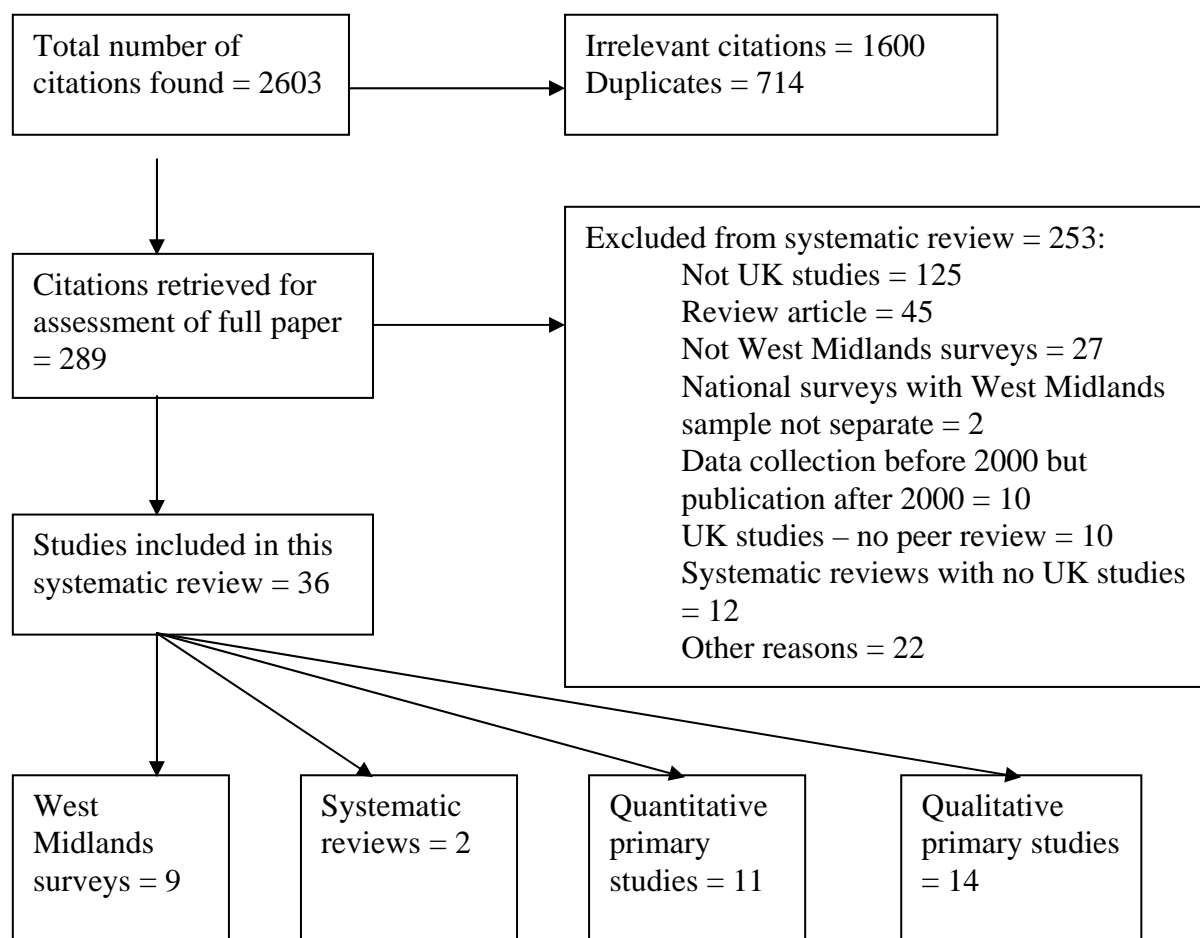 Total number of
citations found = 2603
Irrelevant citations = 1600
Duplicates = 714
Citations retrieved for
assessment of full paper
= 289
Excluded from systematic review = 253:
Not UK studies = 125
Review article = 45
Not West Midlands surveys = 27
National surveys with West Midlands
sample not separate = 2
Data collection before 2000 but
publication after 2000 = 10
UK studies – no peer review = 10
Systematic reviews with no UK studies
= 12
Other reasons = 22
Studies included in this
systematic review = 36
West
Midlands
surveys = 9
Systematic
reviews = 2
Quantitative
primary
studies = 11
Qualitative
primary studies
= 14